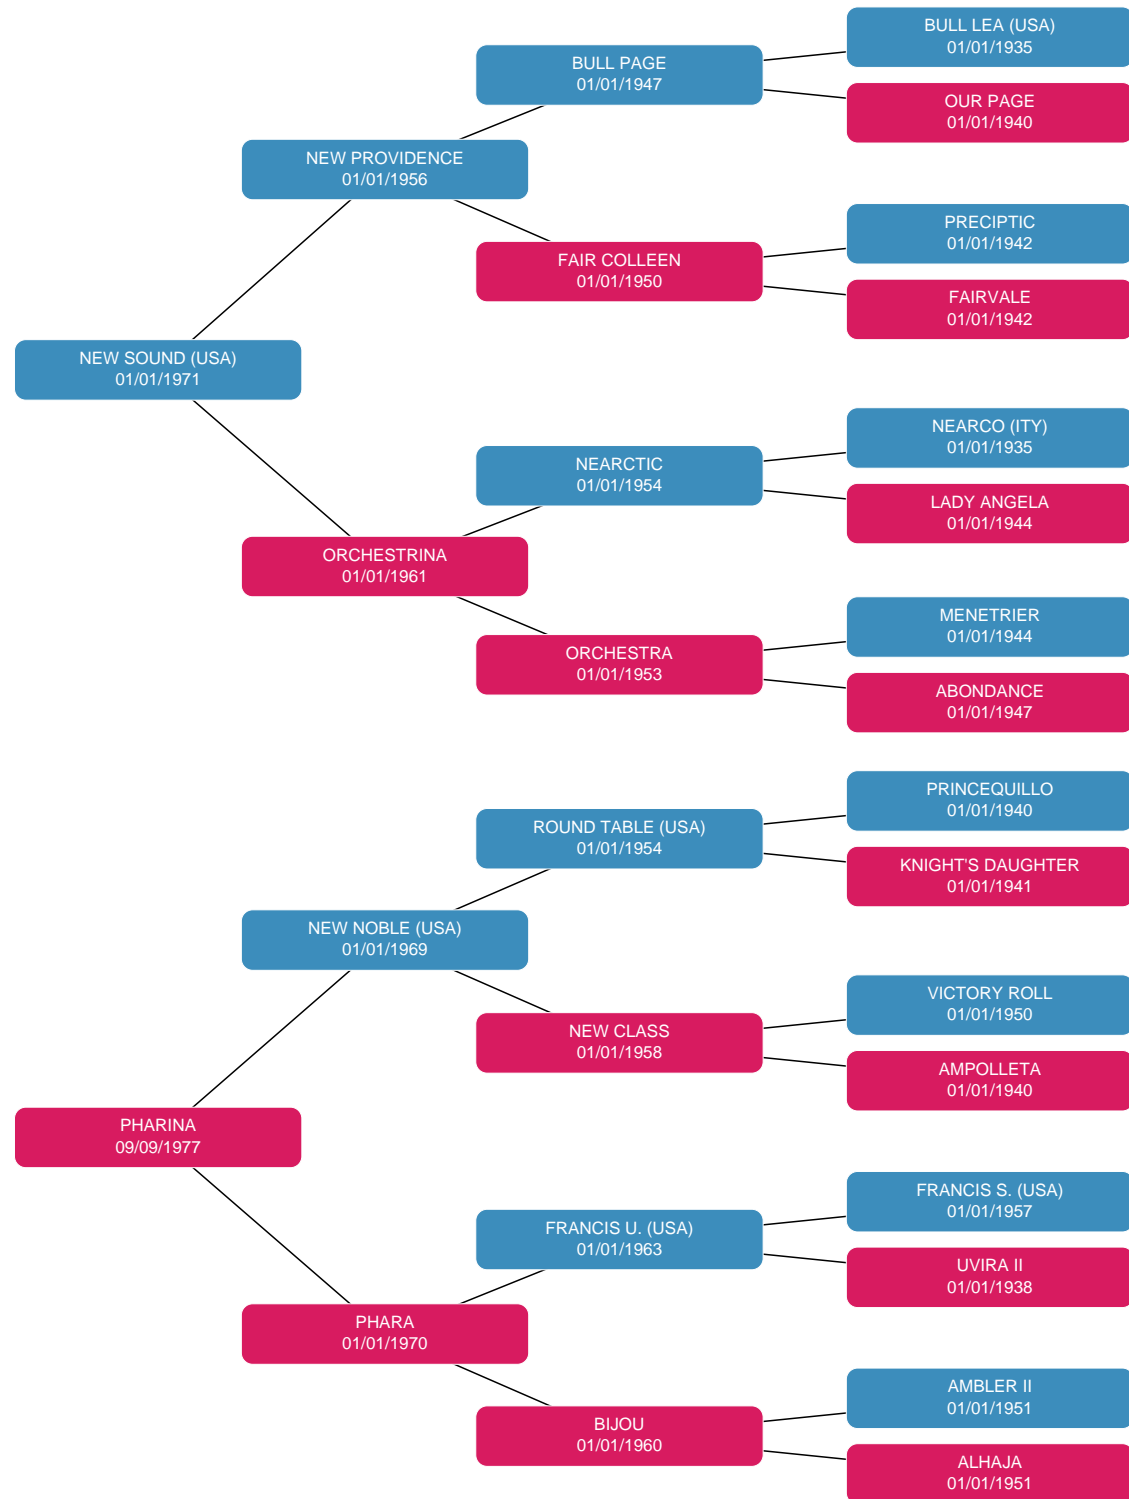 BULL LEA (USA)
01/01/1935
BULL PAGE
01/01/1947
OUR PAGE
01/01/1940
NEW PROVIDENCE
01/01/1956
PRECIPTIC
01/01/1942
FAIR COLLEEN
01/01/1950
FAIRVALE
01/01/1942
NEW SOUND (USA)
01/01/1971
NEARCO (ITY)
01/01/1935
NEARCTIC
01/01/1954
LADY ANGELA
01/01/1944
ORCHESTRINA
01/01/1961
MENETRIER
01/01/1944
ORCHESTRA
01/01/1953
ABONDANCE
01/01/1947
PRINCEQUILLO
01/01/1940
ROUND TABLE (USA)
01/01/1954
KNIGHT'S DAUGHTER
01/01/1941
NEW NOBLE (USA)
01/01/1969
VICTORY ROLL
01/01/1950
NEW CLASS
01/01/1958
AMPOLLETA
01/01/1940
PHARINA
09/09/1977
FRANCIS S. (USA)
01/01/1957
FRANCIS U. (USA)
01/01/1963
UVIRA II
01/01/1938
PHARA
01/01/1970
AMBLER II
01/01/1951
BIJOU
01/01/1960
ALHAJA
01/01/1951